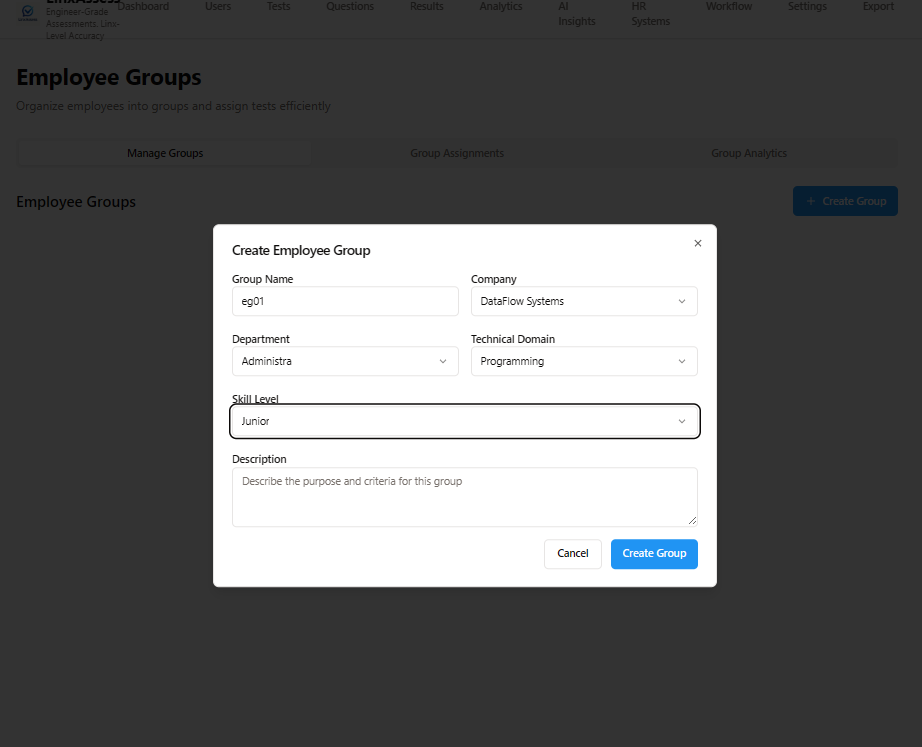 LinxAssess
Engineer-Grade
Assessments. Linx-
Level Accuracy
Dashboard
Users
Tests
Questions
Results
Analytics
AI
Insights
HR
Systems
Workflow
Settings
Export
Employee Groups
Organize employees into groups and assign tests efficiently
Manage Groups
Group Assignments
Group Analytics
Employee Groups
+ Create Group
Create Employee Group
Group Name
Company
eg01
DataFlow Systems
Department
Technical Domain
Administra
Programming
Skill Level
Junior
Description
Describe the purpose and criteria for this group
Cancel
Create Group